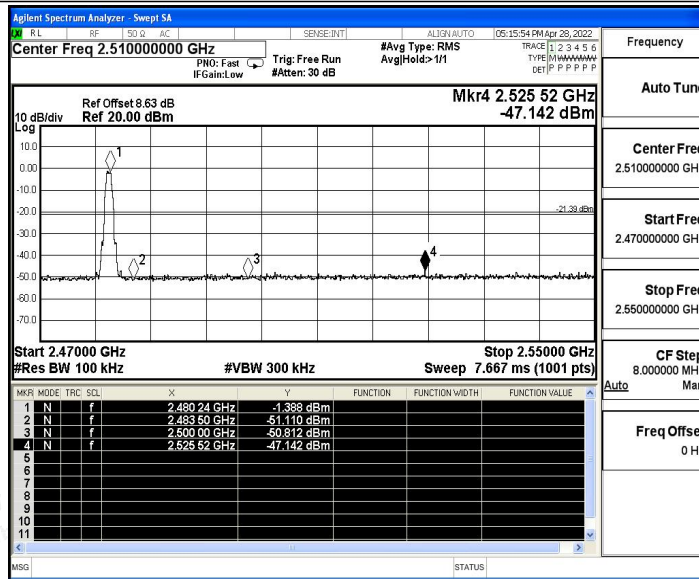 Agilent Spectrum Analyzer - Swept SA
RL RF 50 Ω AC SENSE:INT ALIGN AUTO 05:15:54 PM Apr 28, 2022
Center Freq 2.510000000 GHz
PNO: Fast
IFGain:Low
Trig: Free Run
#Atten: 30 dB
#Avg Type: RMS
Avg|Hold:>1/1
TRACE 1 2 3 4 5 6
TYPE M
DET P P P P P P
Ref Offset 8.63 dB
10 dB/div Ref 20.00 dBm
Log
Mkr4 2.525 52 GHz
-47.142 dBm
10.0
0.00
-10.0
-20.0
-30.0
-40.0
-50.0
-60.0
-70.0
1
2
3
4
-21.39 dBm
Start 2.47000 GHz Stop 2.55000 GHz
#Res BW 100 kHz #VBW 300 kHz Sweep 7.667 ms (1001 pts)
MKR MODE TRC SCL X Y FUNCTION FUNCTION WIDTH FUNCTION VALUE
1 N f 2.480 24 GHz -1.388 dBm
2 N f 2.483 50 GHz -51.110 dBm
3 N f 2.500 00 GHz -50.812 dBm
4 N f 2.525 52 GHz -47.142 dBm
5
6
7
8
9
10
11
MSG STATUS
Frequency
Auto Tun
Center Fre
2.510000000 GH
Start Fre
2.470000000 GH
Stop Fre
2.550000000 GH
CF Step
8.000000 MH
Auto Ma
Freq Offse
0 H